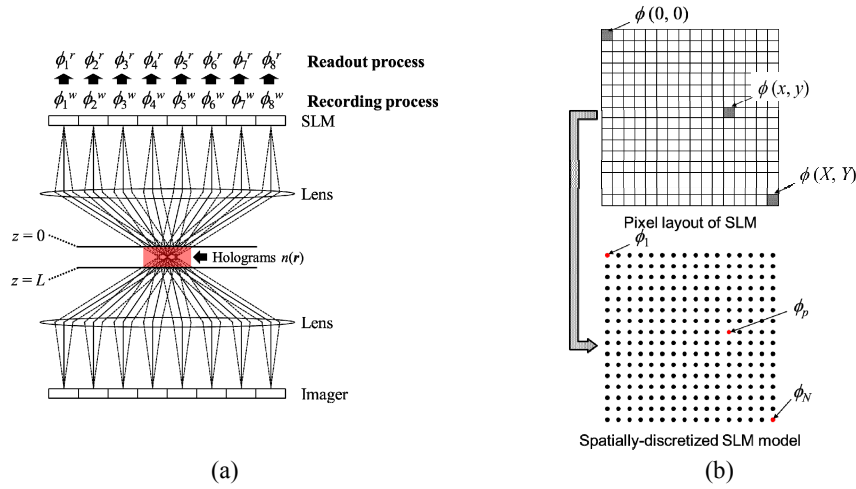 ϕ₁ʳ ϕ₂ʳ ϕ₃ʳ ϕ₄ʳ ϕ₅ʳ ϕ₆ʳ ϕ₇ʳ ϕ₈ʳ Readout process
ϕ₁ʷ ϕ₂ʷ ϕ₃ʷ ϕ₄ʷ ϕ₅ʷ ϕ₆ʷ ϕ₇ʷ ϕ₈ʷ Recording process
SLM
Lens
z = 0
Holograms n(r)
z = L
Lens
Imager
(a)
ϕ (0, 0)
ϕ (x, y)
ϕ (X, Y)
Pixel layout of SLM
ϕ₁
ϕₚ
ϕ_N
Spatially-discretized SLM model
(b)